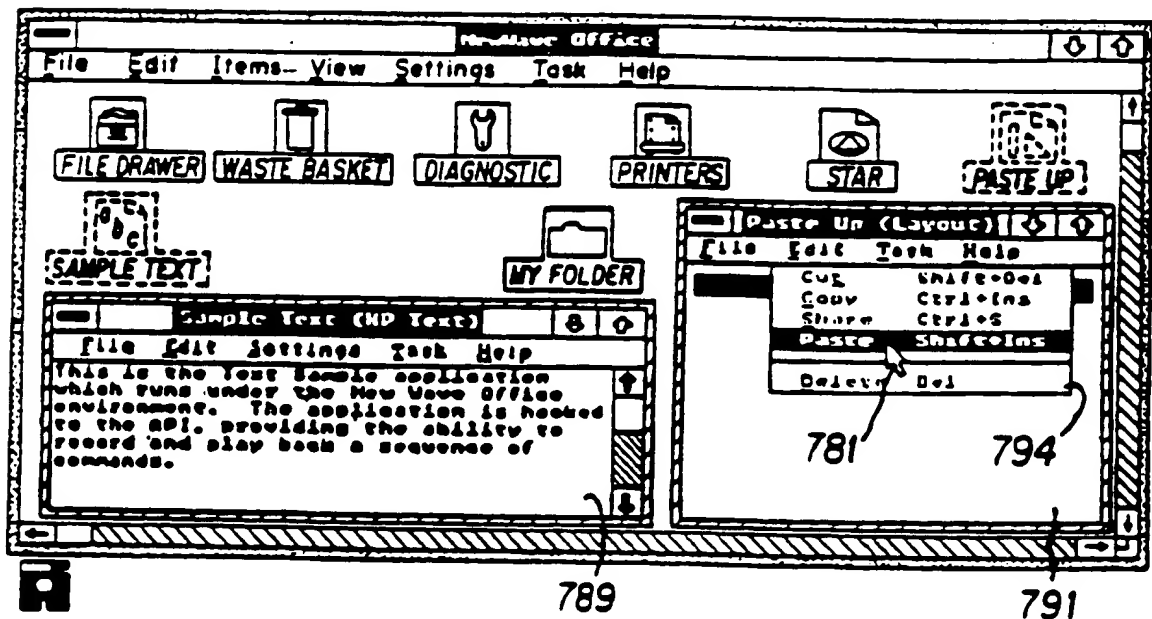 NewWave Office
File Edit Items View Settings Task Help
FILE DRAWER WASTE BASKET DIAGNOSTIC PRINTERS STAR PASTE UP
abc
SAMPLE TEXT MY FOLDER
Paste Up (Layout)
File Edit Task Help
Cut Shift+Del
Copy Ctrl+Ins
Share Ctrl+S
Paste Shift+Ins
Delete Del
Sample Text (HP Text)
File Edit Settings Task Help
This is the Text Sample application
which runs under the New Wave Office
environment. The application is hooked
to the API, providing the ability to
record and play back a sequence of
commands.
781 794
789 791